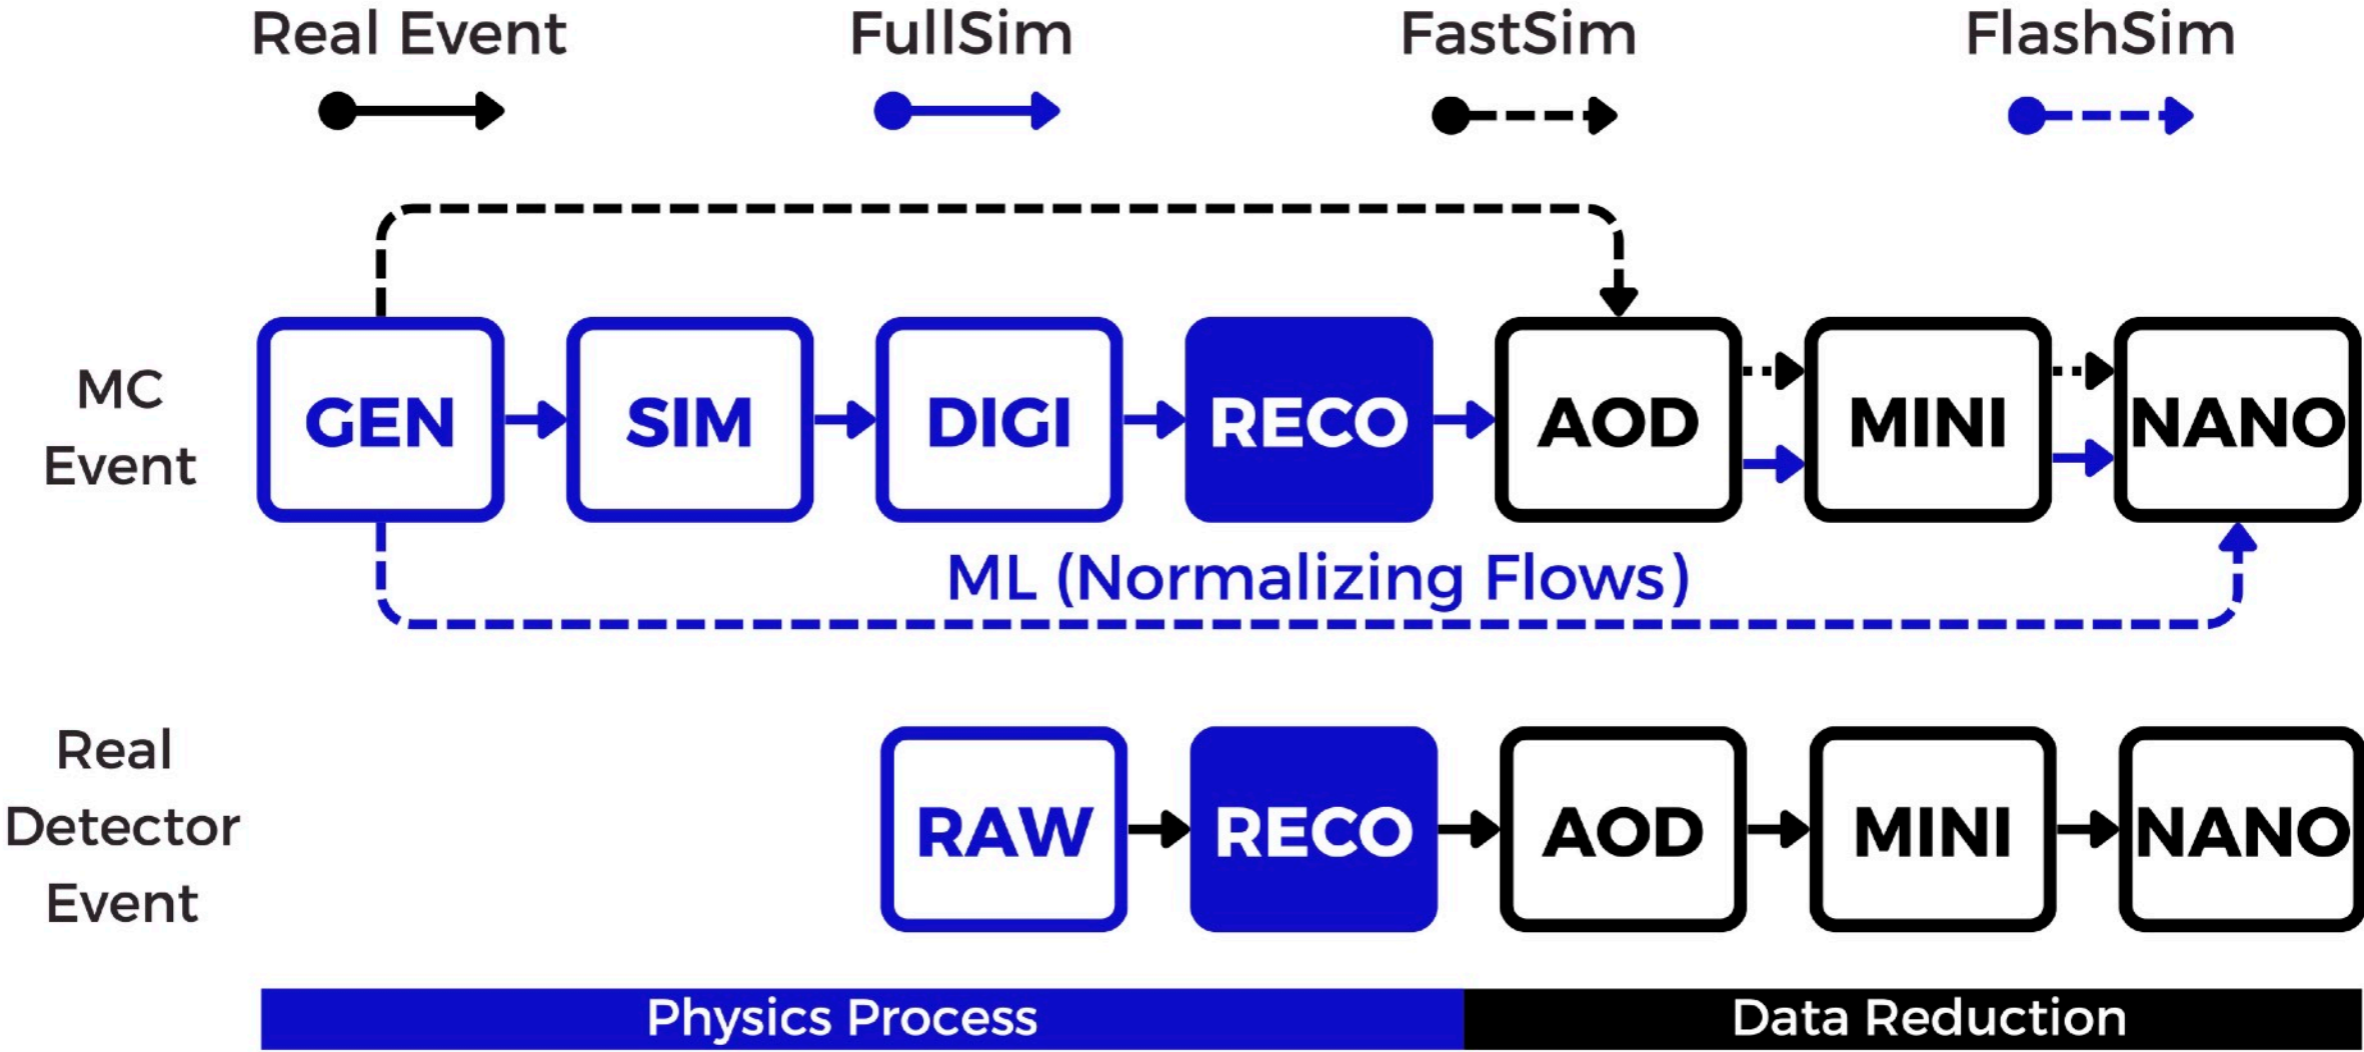 Real Event
FullSim
FastSim
FlashSim
MC
Event
GEN
SIM
DIGI
RECO
AOD
MINI
NANO
ML (Normalizing Flows)
Real
Detector
Event
RAW
RECO
AOD
MINI
NANO
Physics Process
Data Reduction